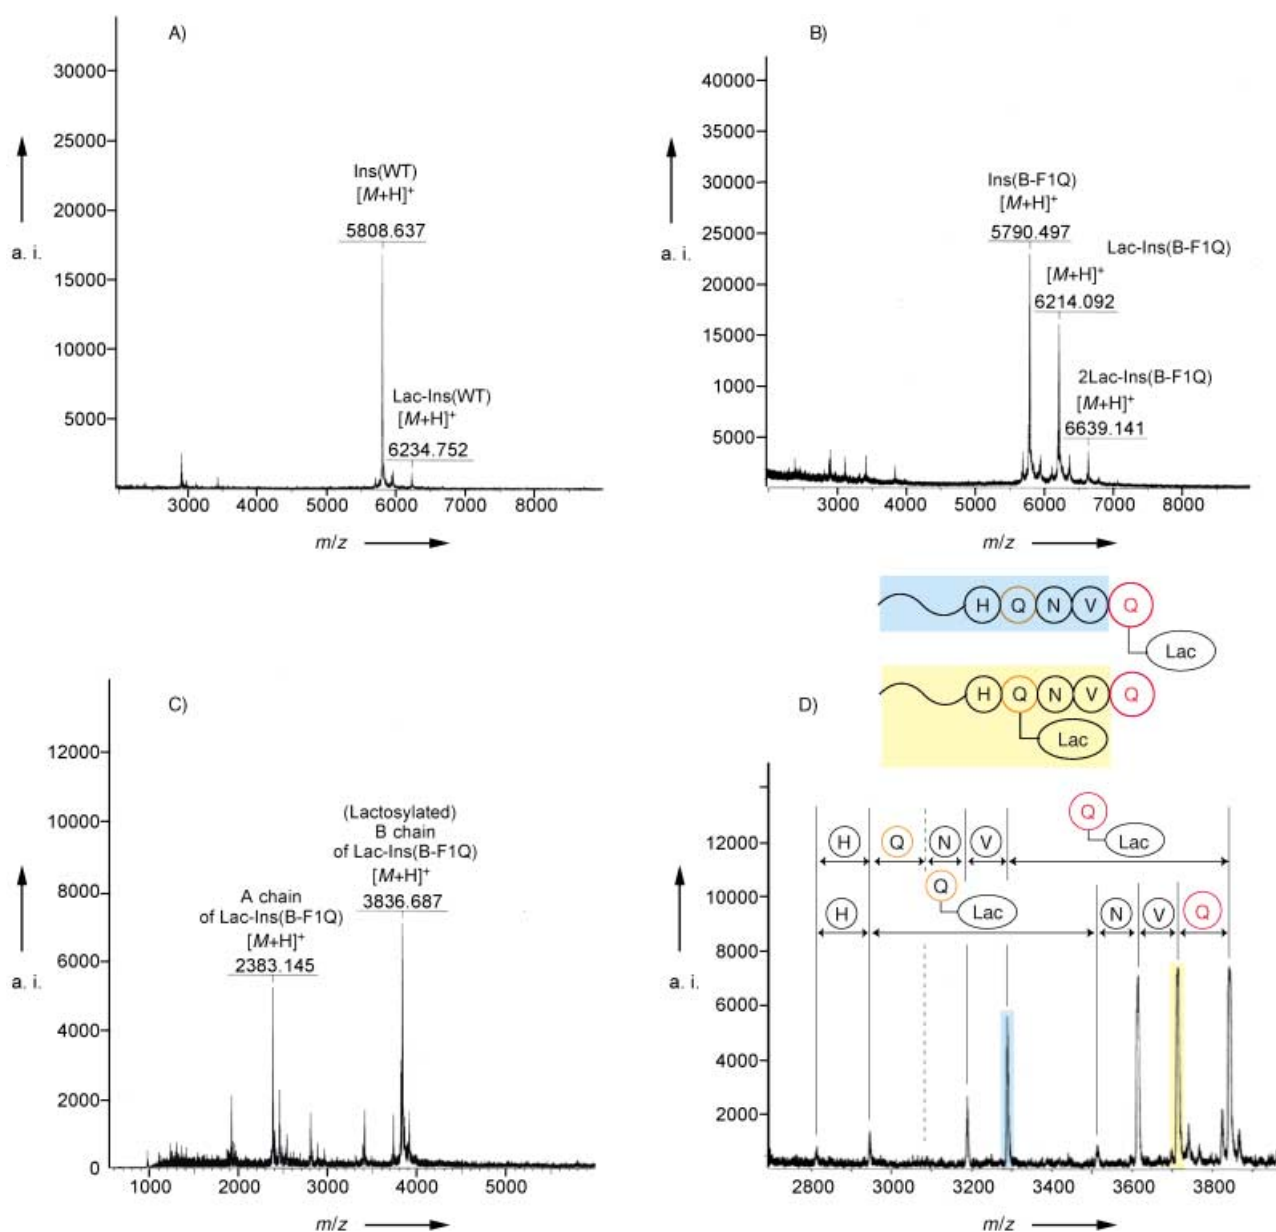 A)
30000
25000
20000
15000
10000
5000
a. i.
Ins(WT)
[M+H]+
5808.637
Lac-Ins(WT)
[M+H]+
6234.752
3000 4000 5000 6000 7000 8000
m/z
B)
40000
35000
30000
25000
20000
15000
1000
5000
a. i.
Ins(B-F1Q)
[M+H]+
5790.497
Lac-Ins(B-F1Q)
[M+H]+
6214.092
2Lac-Ins(B-F1Q)
[M+H]+
6639.141
3000 4000 5000 6000 7000 8000
m/z
C)
12000
10000
8000
6000
4000
2000
0
a. i.
(Lactosylated)
B chain
of Lac-Ins(B-F1Q)
[M+H]+
3836.687
A chain
of Lac-Ins(B-F1Q)
[M+H]+
2383.145
1000 2000 3000 4000 5000
m/z
H Q N V Q
Lac
H Q N V Q
Lac
D)
12000
10000
8000
6000
4000
2000
a. i.
Q
Lac
H Q N V
Q
Lac
H N V Q
2800 3000 3200 3400 3600 3800
m/z